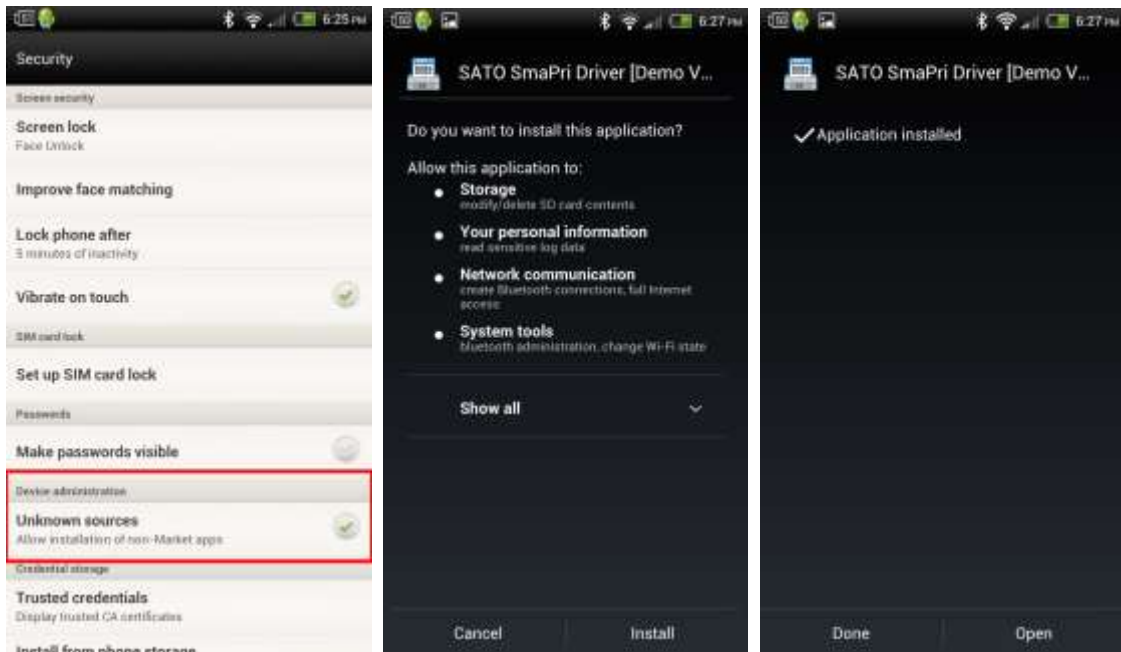 6:25 PM
Security
Screen security
Screen lock
Face Unlock
Improve face matching
Lock phone after
5 minutes of inactivity
Vibrate on touch
SIM card lock
Set up SIM card lock
Passwords
Make passwords visible
Device administration
Unknown sources
Allow installation of non-Market apps
Credential storage
Trusted credentials
Display trusted CA certificates
Install from phone storage
6:27 PM
SATO SmaPri Driver [Demo V...
Do you want to install this application?
Allow this application to:
Storage
modify/delete SD card contents
Your personal information
read sensitive log data
Network communication
create Bluetooth connections, full Internet
access
System tools
bluetooth administration, change Wi-Fi state
Show all
Cancel Install
6:27 PM
SATO SmaPri Driver [Demo V...
Application installed
Done Open